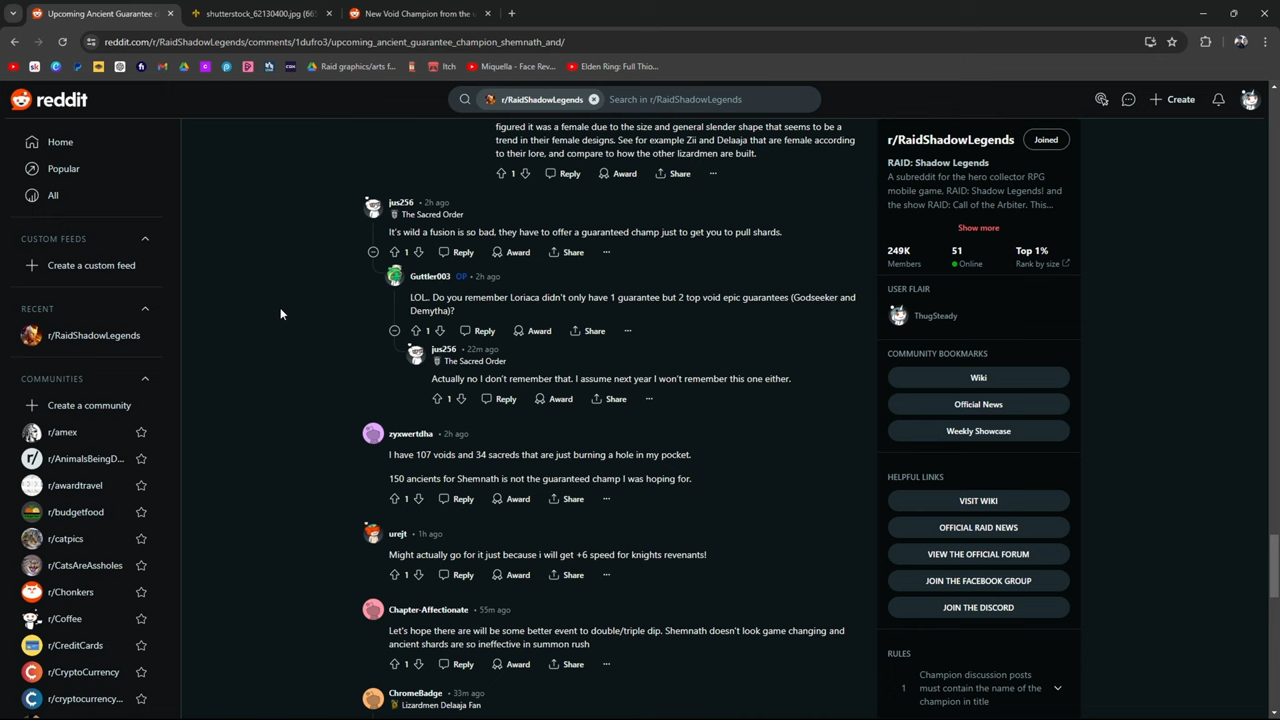 Upcoming Ancient Guarantee c
shutterstock_62130400.jpg (665
New Void Champion from the u
reddit.com/r/RaidShadowLegends/comments/1dufro3/upcoming_ancient_guarantee_champion_shemnath_and/
Raid graphics/arts f...
Itch
Miquella - Face Rev...
Elden Ring: Full Thio...
reddit
r/RaidShadowLegends
Search in r/RaidShadowLegends
Create
Home
Popular
All
CUSTOM FEEDS
Create a custom feed
RECENT
r/RaidShadowLegends
COMMUNITIES
Create a community
r/amex
r/AnimalsBeingD...
r/awardtravel
r/budgetfood
r/catpics
r/CatsAreAssholes
r/Chonkers
r/Coffee
r/CreditCards
r/CryptoCurrency
r/cryptocurrency...
figured it was a female due to the size and general slender shape that seems to be a
trend in their female designs. See for example Zii and Delaaja that are female according
to their lore, and compare to how the other lizardmen are built.
1 Reply Award Share ...
jus256 • 2h ago
The Sacred Order
It's wild a fusion is so bad, they have to offer a guaranteed champ just to get you to pull shards.
1 Reply Award Share ...
Guttler003 OP • 2h ago
LOL.. Do you remember Loriaca didn't only have 1 guarantee but 2 top void epic guarantees (Godseeker and
Demytha)?
1 Reply Award Share ...
jus256 • 22m ago
The Sacred Order
Actually no I don't remember that. I assume next year I won't remember this one either.
1 Reply Award Share ...
zyxwertdha • 2h ago
I have 107 voids and 34 sacreds that are just burning a hole in my pocket.
150 ancients for Shemnath is not the guaranteed champ I was hoping for.
1 Reply Award Share ...
urejt • 1h ago
Might actually go for it just because i will get +6 speed for knights revenants!
1 Reply Award Share ...
Chapter-Affectionate • 55m ago
Let's hope there are will be some better event to double/triple dip. Shemnath doesn't look game changing and
ancient shards are so ineffective in summon rush
1 Reply Award Share ...
ChromeBadge • 33m ago
Lizardmen Delaaja Fan
r/RaidShadowLegends
Joined
RAID: Shadow Legends
A subreddit for the hero collector RPG
mobile game, RAID: Shadow Legends! and
the show RAID: Call of the Arbiter. This...
Show more
249K 51 Top 1%
Members Online Rank by size
USER FLAIR
ThugSteady
COMMUNITY BOOKMARKS
Wiki
Official News
Weekly Showcase
HELPFUL LINKS
VISIT WIKI
OFFICIAL RAID NEWS
VIEW THE OFFICIAL FORUM
JOIN THE FACEBOOK GROUP
JOIN THE DISCORD
RULES
1 Champion discussion posts
must contain the name of the
champion in title